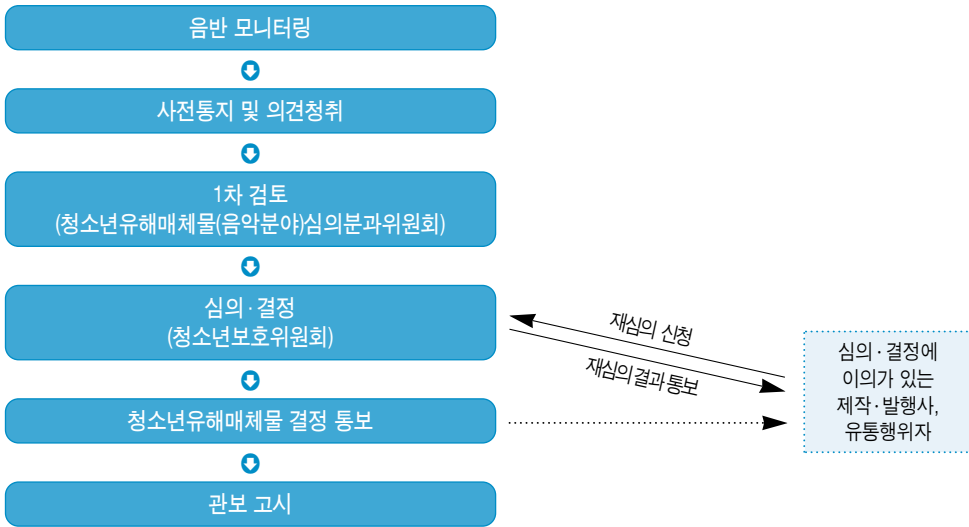 음반 모니터링
사전통지 및 의견청취
1차 검토
(청소년유해매체물(음악분야)심의분과위원회)
심의·결정
(청소년보호위원회)
재심의 신청
재심의 결과 통보
심의·결정에
이의가 있는
제작·발행사,
유통행위자
청소년유해매체물 결정 통보
관보 고시